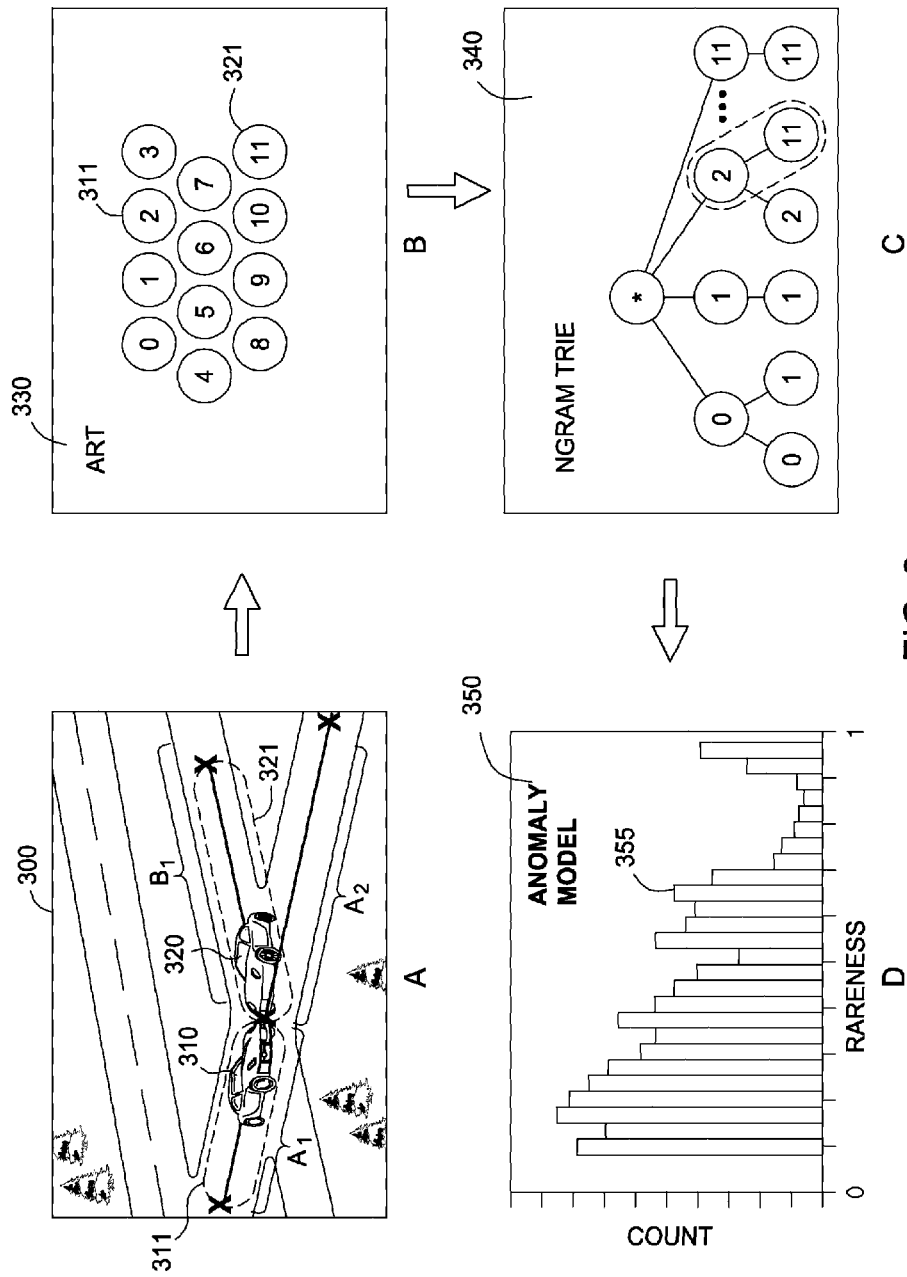 300
310
320
311
321
A₁
A₂
B₁
A
330
ART
311
321
0 1 2 3
4 5 6 7
8 9 10 11
B
340
NGRAM TRIE
*
0 1 2 ••• 11
0 1 1 2 11 11
C
350
ANOMALY
MODEL
355
COUNT
0 1
RARENESS
D
FIG.